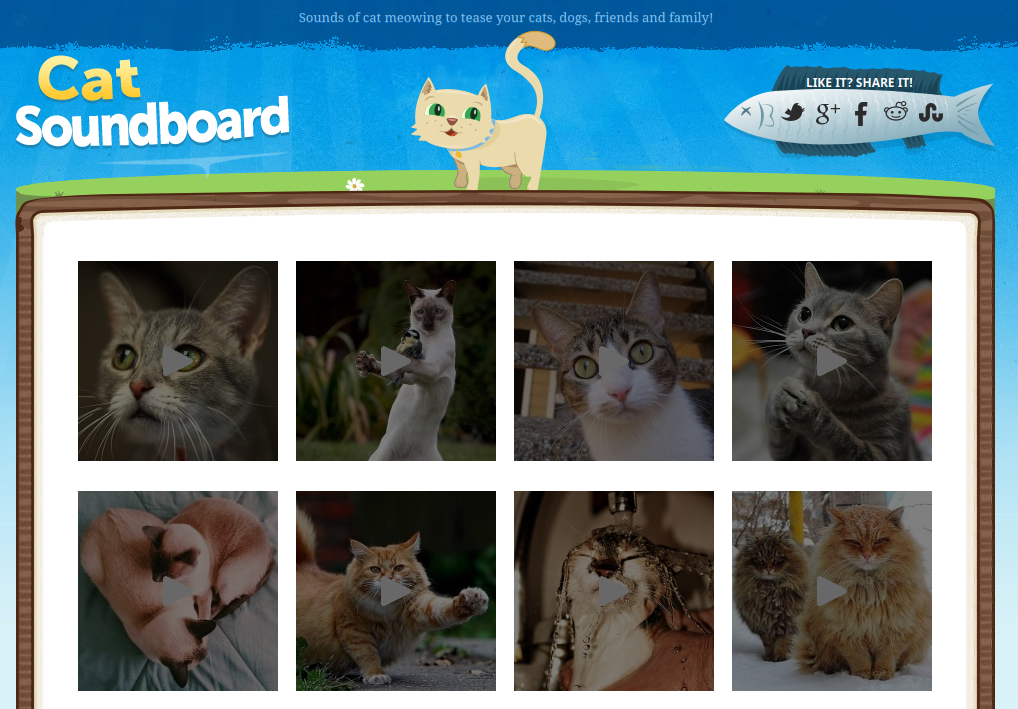 Sounds of cat meowing to tease your cats, dogs, friends and family!
Cat
Soundboard
LIKE IT? SHARE IT!
g+ f